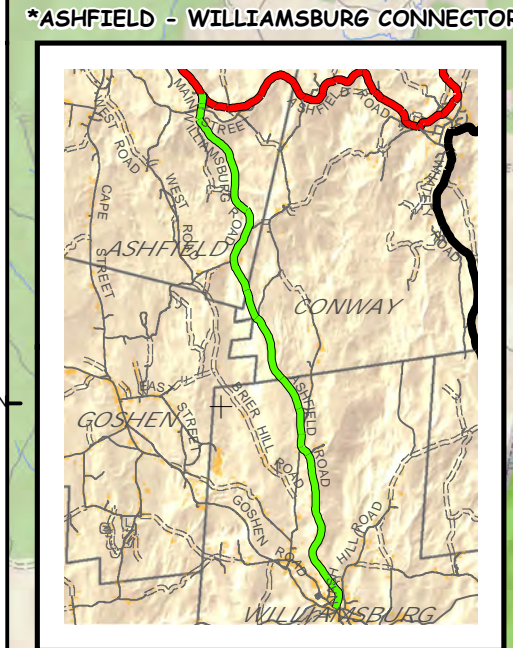 *ASHFIELD - WILLIAMSBURG CONNECTOR
MAIN STREET
ASHFIELD ROAD
WEST ROAD
WILLIAMSBURG ROAD
WEST ROAD
CAPE STREET
ROAD
ASHFIELD
CONWAY
EAST STREET
GOSHEN
BRIER HILL ROAD
ASHFIELD ROAD
GOSHEN ROAD
HILL ROAD
WILLIAMSBURG